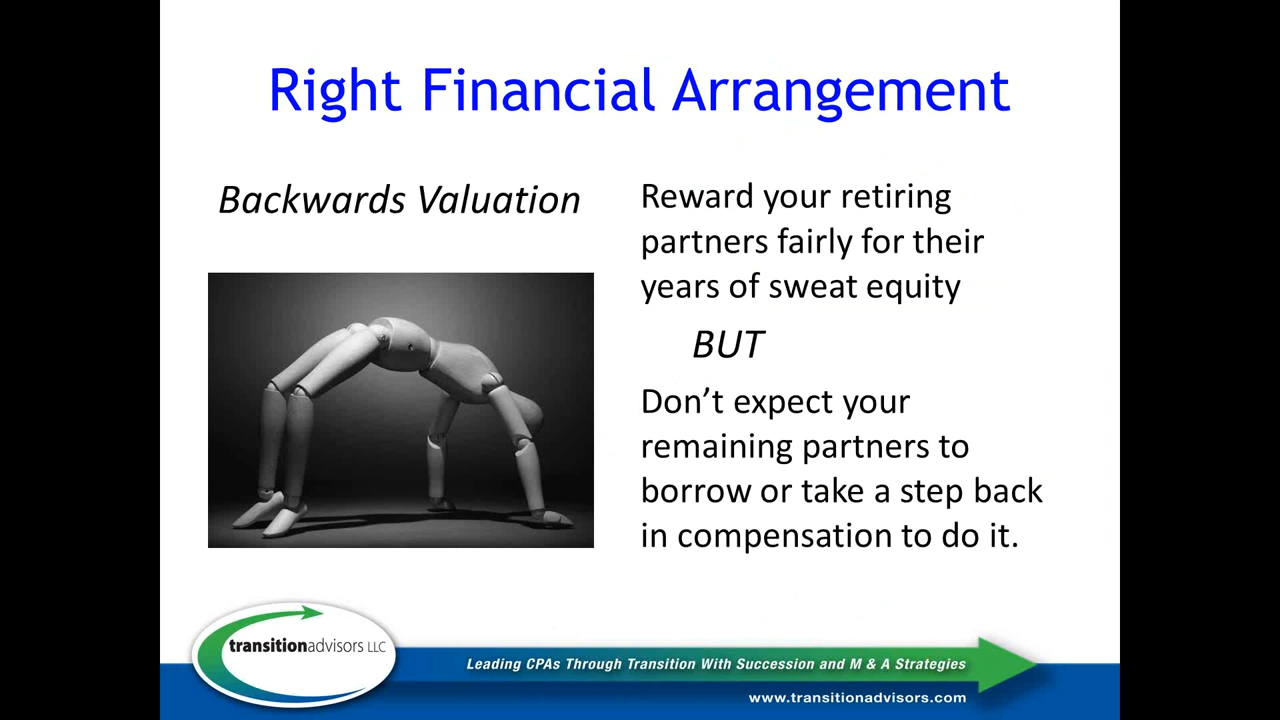 Right Financial Arrangement
Backwards Valuation
Reward your retiring
partners fairly for their
years of sweat equity
BUT
Don’t expect your
remaining partners to
borrow or take a step back
in compensation to do it.
transitionadvisors LLC
Leading CPAs Through Transition With Succession and M & A Strategies
www.transitionadvisors.com